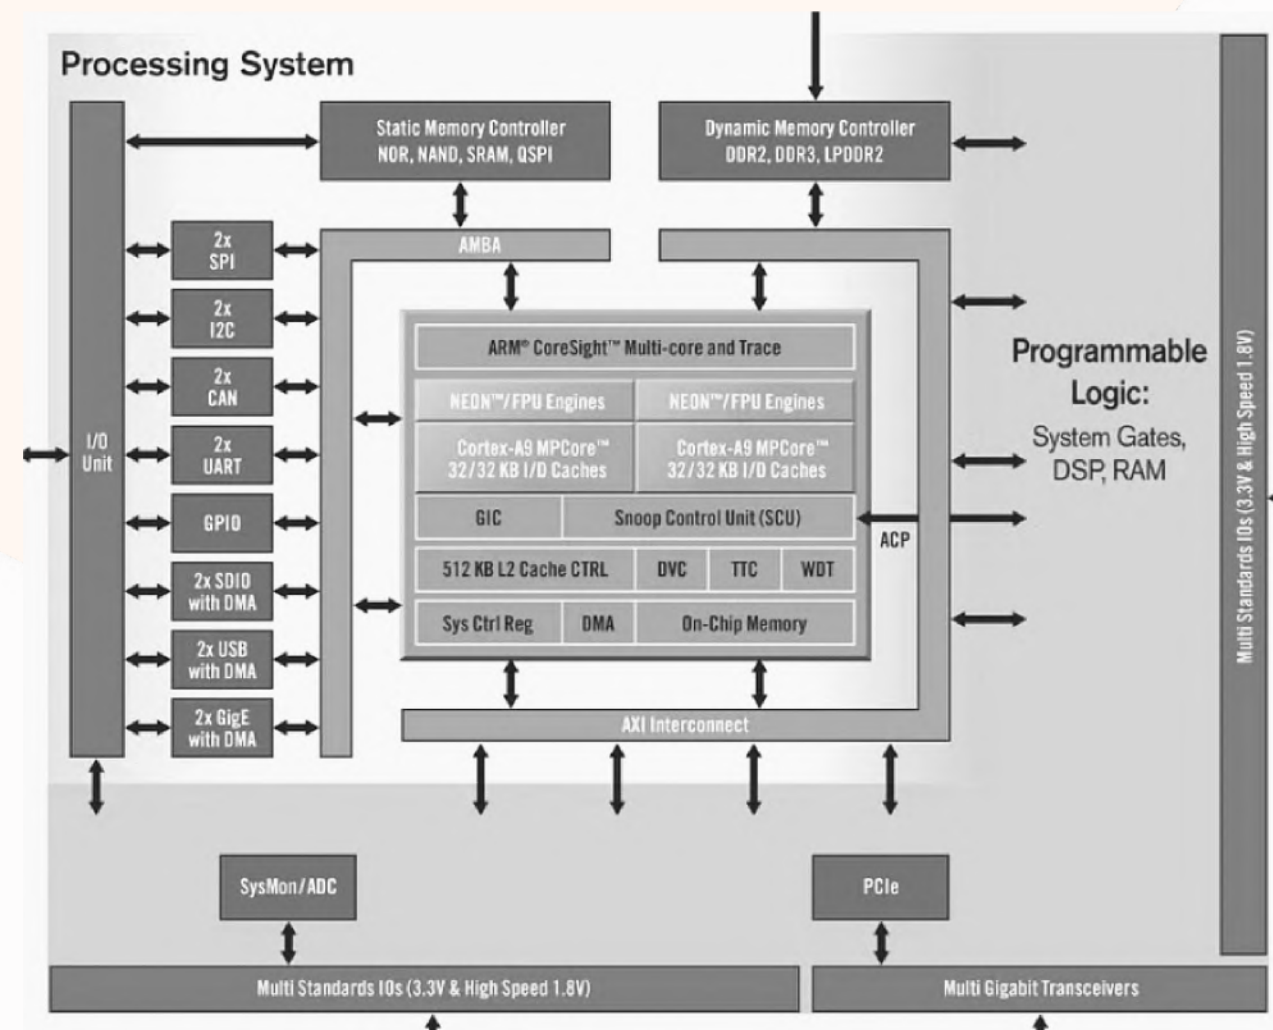 Processing System
Static Memory Controller
NOR, NAND, SRAM, QSPI
Dynamic Memory Controller
DDR2, DDR3, LPDDR2
AMBA
2x
SPI
2x
I2C
2x
CAN
2x
UART
GPIO
2x SDIO
with DMA
2x USB
with DMA
2x GigE
with DMA
I/O
Unit
ARM® CoreSight™ Multi-core and Trace
NEON™/FPU Engines
NEON™/FPU Engines
Cortex-A9 MPCore™
32/32 KB I/D Caches
Cortex-A9 MPCore™
32/32 KB I/D Caches
GIC
Snoop Control Unit (SCU)
ACP
512 KB L2 Cache CTRL
DVC
TTC
WDT
Sys Ctrl Reg
DMA
On-Chip Memory
AXI Interconnect
Programmable
Logic:
System Gates,
DSP, RAM
Multi Standards IOs (3.3V & High Speed 1.8V)
SysMon/ADC
PCIe
Multi Standards IOs (3.3V & High Speed 1.8V)
Multi Gigabit Transceivers